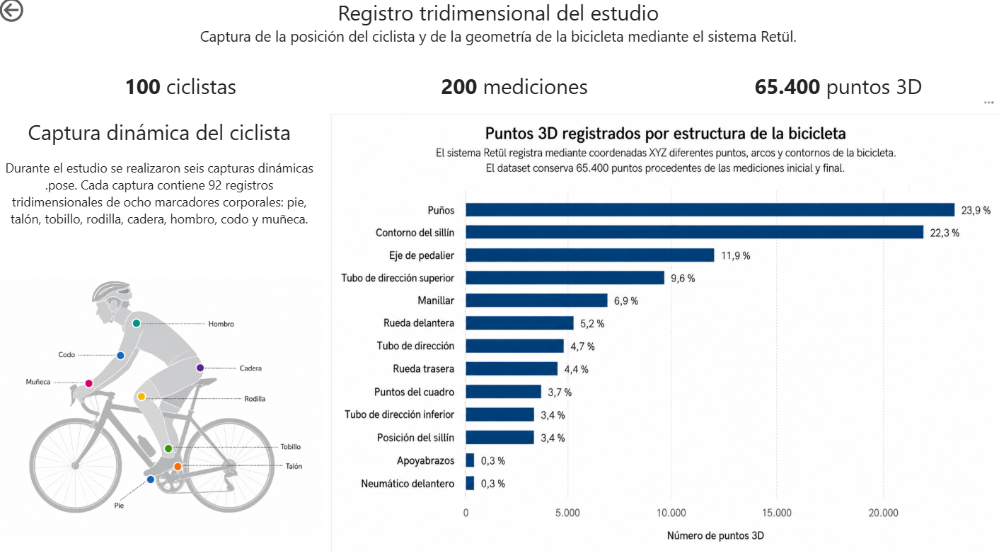 Registro tridimensional del estudio
Captura de la posición del ciclista y de la geometría de la bicicleta mediante el sistema Retül.
100 ciclistas
200 mediciones
65.400 puntos 3D
Captura dinámica del ciclista
Durante el estudio se realizaron seis capturas dinámicas
.pose. Cada captura contiene 92 registros
tridimensionales de ocho marcadores corporales: pie,
talón, tobillo, rodilla, cadera, hombro, codo y muñeca.
Hombro
Codo
Cadera
Muñeca
Rodilla
Tobillo
Talón
Pie
Puntos 3D registrados por estructura de la bicicleta
El sistema Retül registra mediante coordenadas XYZ diferentes puntos, arcos y contornos de la bicicleta.
El dataset conserva 65.400 puntos procedentes de las mediciones inicial y final.
Puños 23,9 %
Contorno del sillín 22,3 %
Eje de pedalier 11,9 %
Tubo de dirección superior 9,6 %
Manillar 6,9 %
Rueda delantera 5,2 %
Tubo de dirección 4,7 %
Rueda trasera 4,4 %
Puntos del cuadro 3,7 %
Tubo de dirección inferior 3,4 %
Posición del sillín 3,4 %
Apoyabrazos 0,3 %
Neumático delantero 0,3 %
0 5.000 10.000 15.000 20.000
Número de puntos 3D